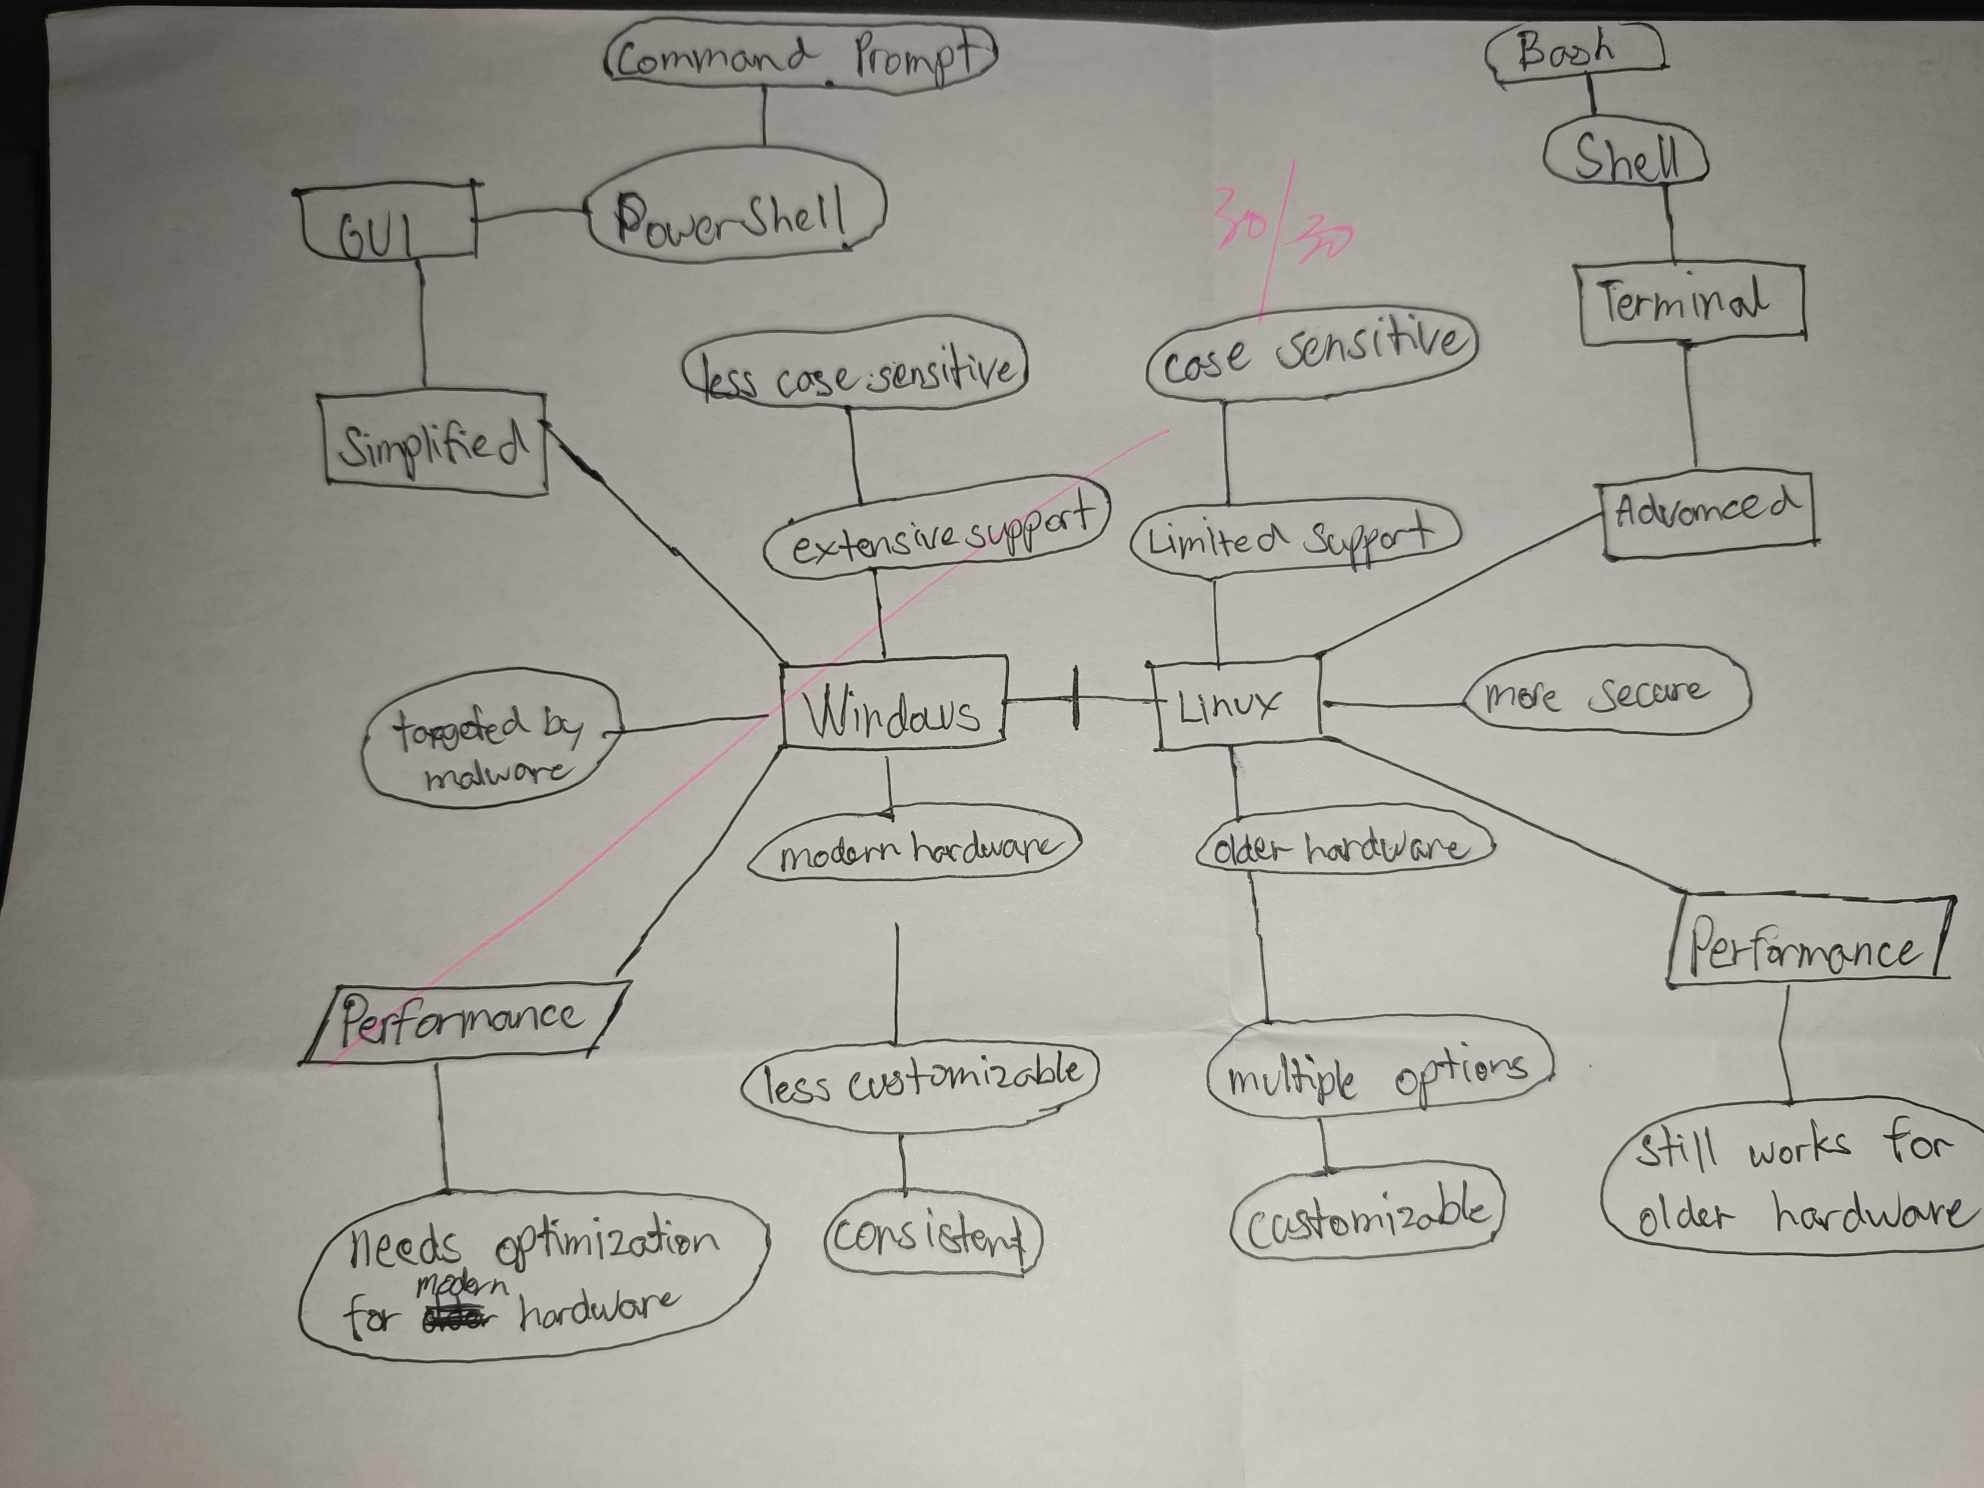 Command Prompt
Bash
Shell
GUI
PowerShell
30/30
Terminal
less case sensitive
case sensitive
Simplified
extensive support
Limited Support
Advanced
targeted by
malware
Windows
Linux
more secure
modern hardware
older hardware
Performance
Performance
less customizable
multiple options
still works for
older hardware
needs optimization
for modern hardware
consistent
customizable